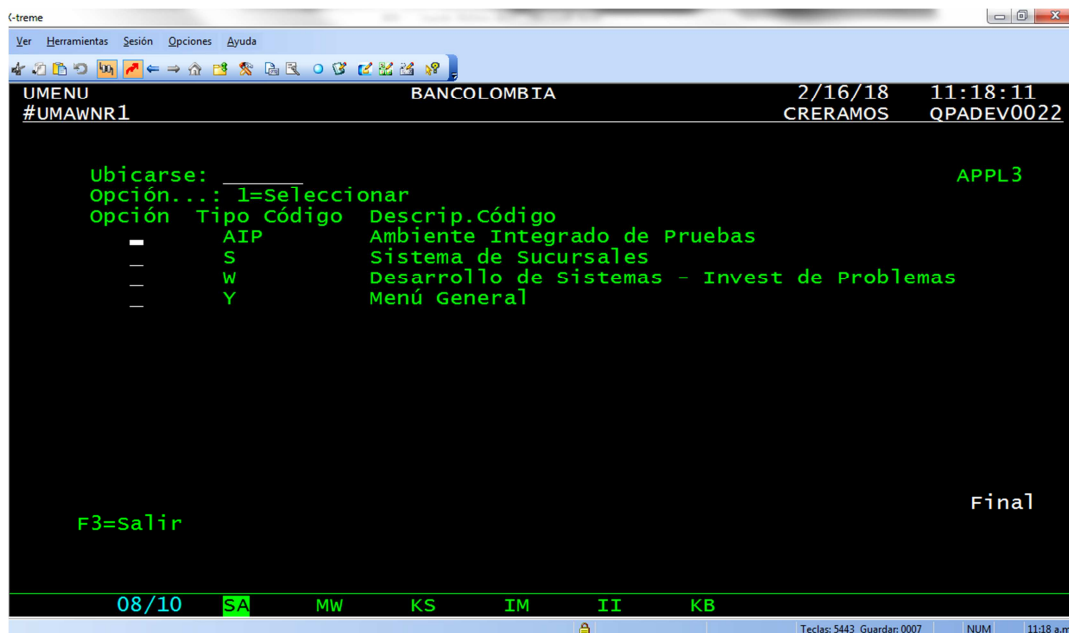 -treme
Ver Herramientas Sesión Opciones Ayuda
UMENU BANCOLOMBIA 2/16/18 11:18:11
#UMAWNR1 CRERAMOS QPADEV0022
Ubicarse: APPL3
Opción...: 1=Seleccionar
Opción Tipo Código Descrip.Código
AIP Ambiente Integrado de Pruebas
S Sistema de Sucursales
W Desarrollo de Sistemas - Invest de Problemas
Y Menú General
Final
F3=Salir
08/10 SA MW KS IM II KB
Teclas: 5443 Guardar: 0007 NUM 11:18 a.m